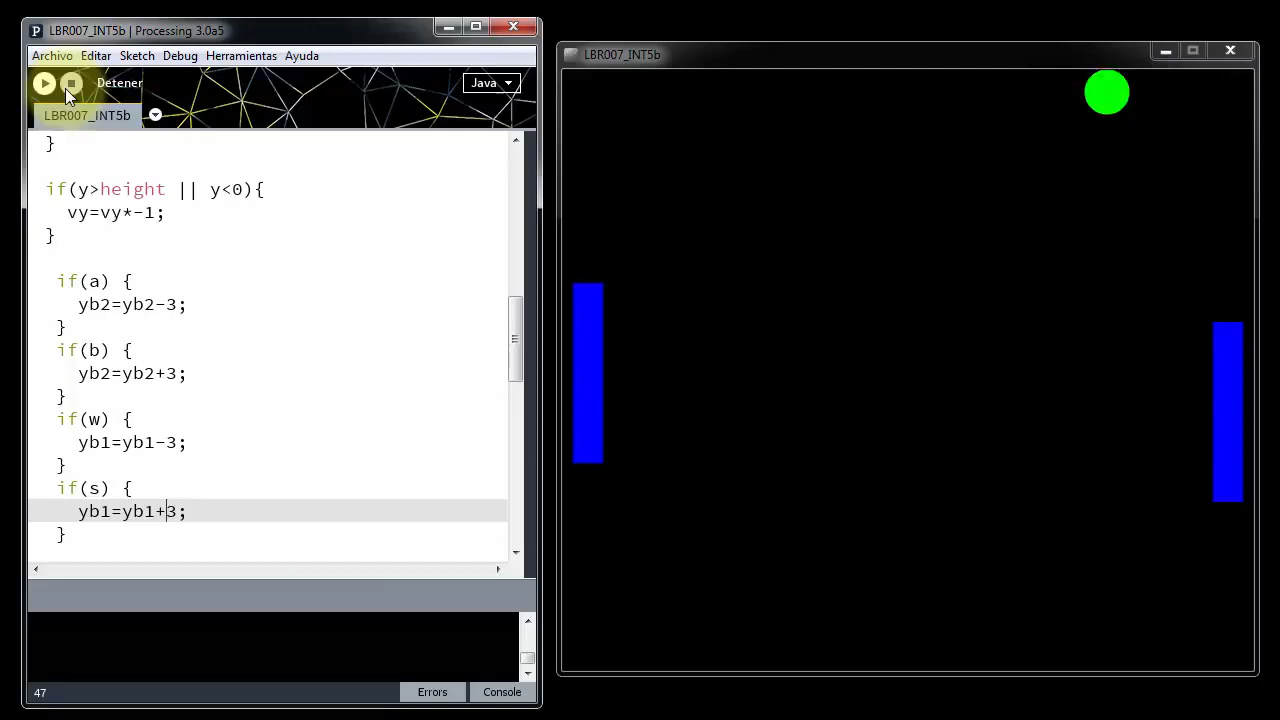 LBR007_INT5b | Processing 3.0a5
Archivo Editar Sketch Debug Herramientas Ayuda
Detener
Java
LBR007_INT5b
}
if(y>height || y<0){
vy=vy*-1;
}
if(a) {
yb2=yb2-3;
}
if(b) {
yb2=yb2+3;
}
if(w) {
yb1=yb1-3;
}
if(s) {
yb1=yb1+3;
}
47
Errors
Console
LBR007_INT5b